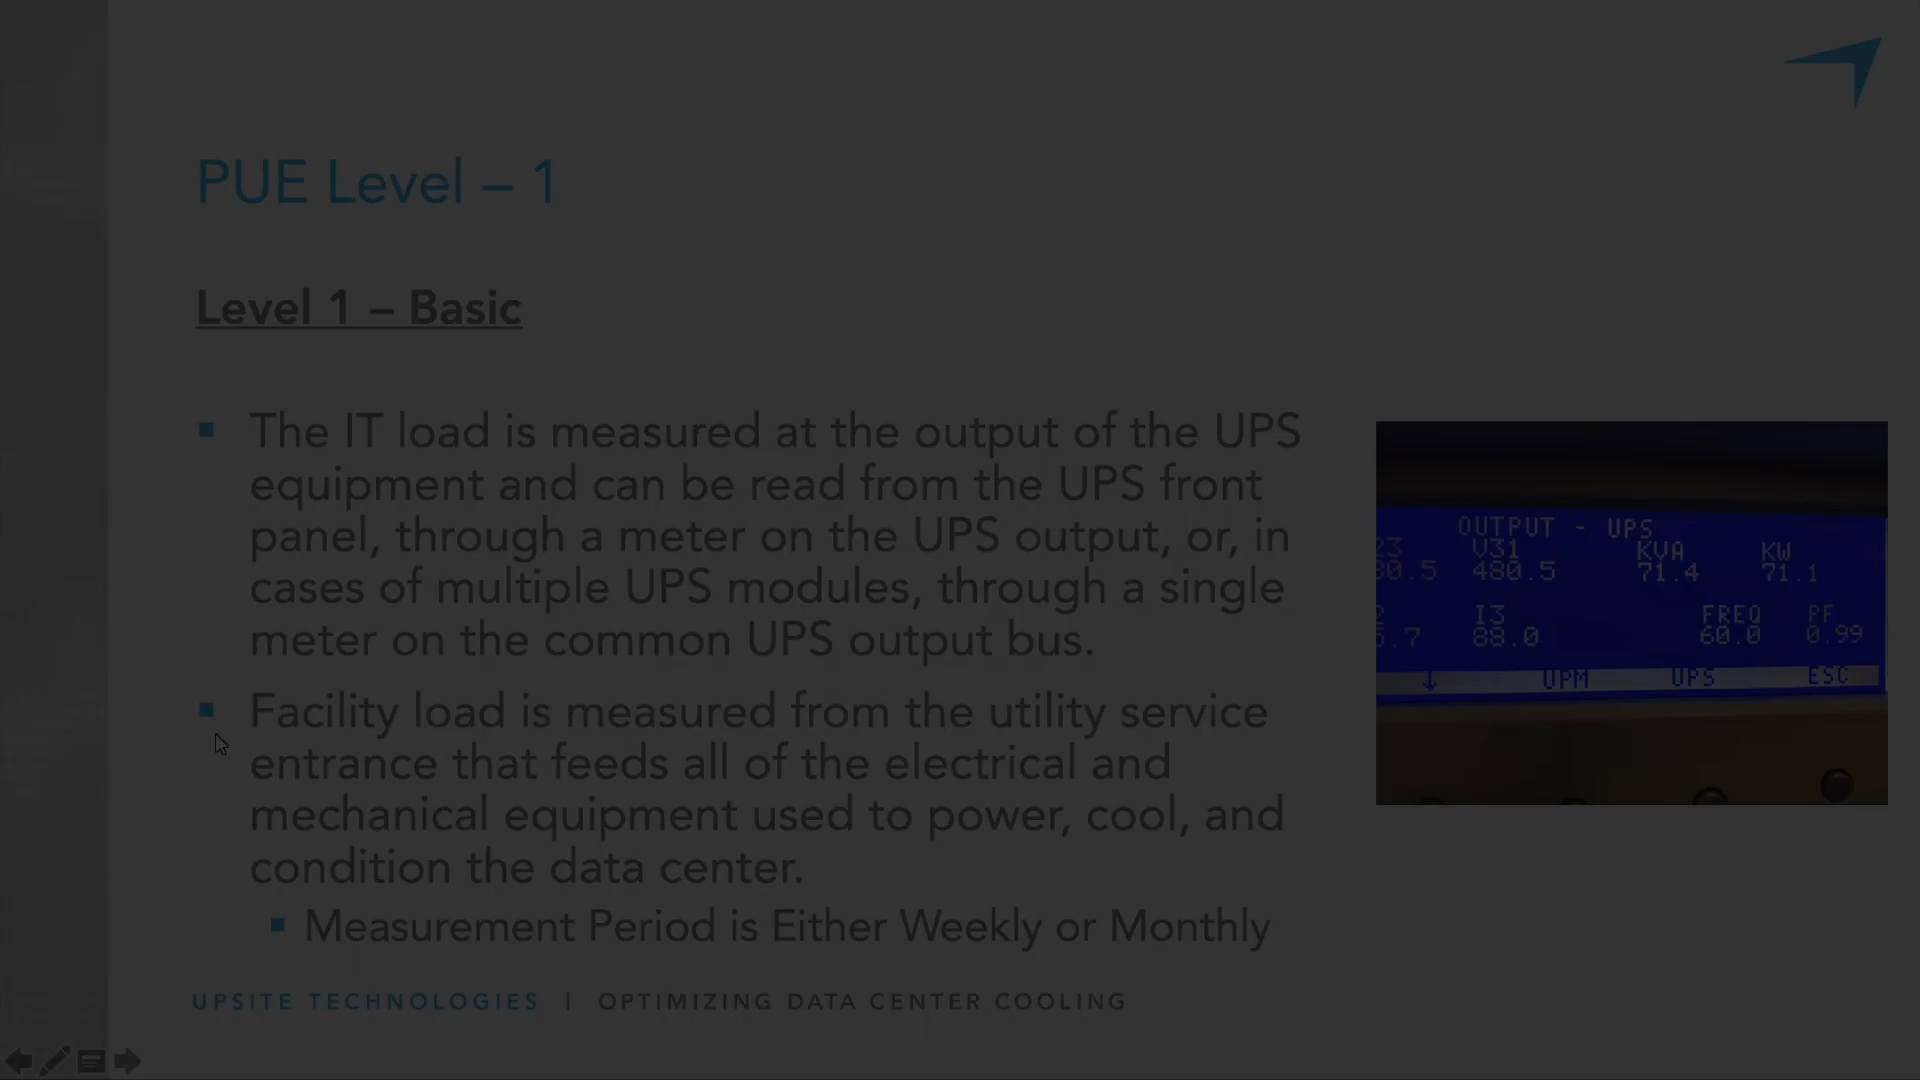 PUE Level – 1
Level 1 – Basic
▪ The IT load is measured at the output of the UPS
equipment and can be read from the UPS front
panel, through a meter on the UPS output, or, in
cases of multiple UPS modules, through a single
meter on the common UPS output bus.
▪ Facility load is measured from the utility service
entrance that feeds all of the electrical and
mechanical equipment used to power, cool, and
condition the data center.
▪ Measurement Period is Either Weekly or Monthly
OUTPUT - UPS
V31 KVA KW
480.5 71.4 71.1
I3 FREQ PF
88.0 60.0 0.99
↓ UPM UPS ESC
UPSITE TECHNOLOGIES | OPTIMIZING DATA CENTER COOLING